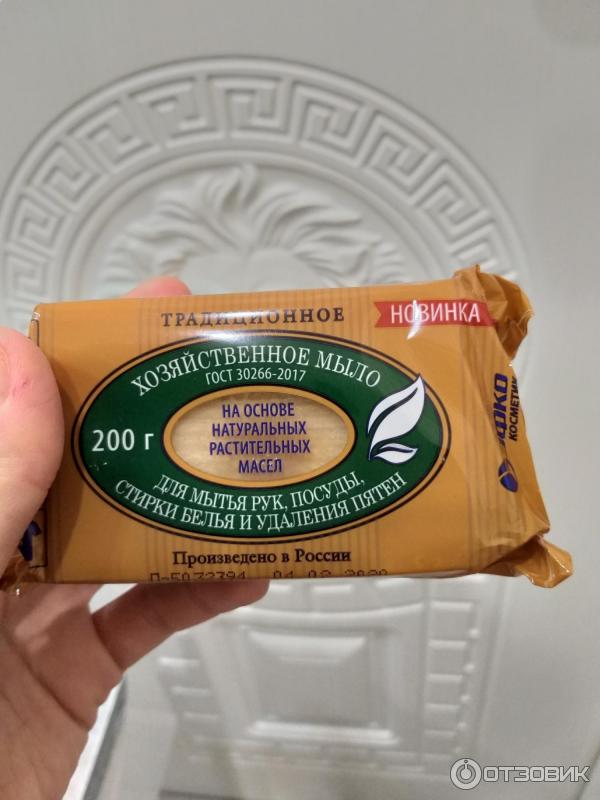 ТРАДИЦИОННОЕ
НОВИНКА
ХОЗЯЙСТВЕННОЕ МЫЛО
ГОСТ 30266-2017
200 г
НА ОСНОВЕ
НАТУРАЛЬНЫХ
РАСТИТЕЛЬНЫХ
МАСЕЛ
ДЛЯ МЫТЬЯ РУК, ПОСУДЫ,
СТИРКИ БЕЛЬЯ И УДАЛЕНИЯ ПЯТЕН
Произведено в России
КОСМЕТИК
ОТЗОВИК